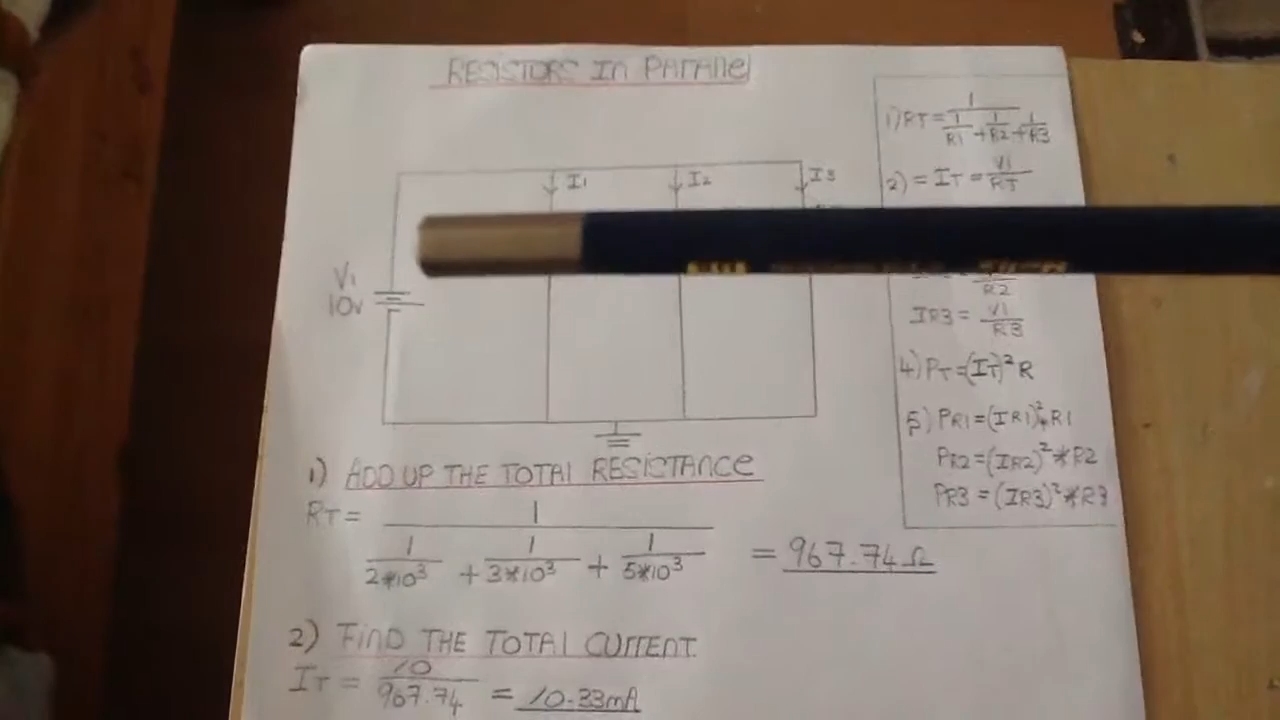 RESISTORS IN PARALLEL
I1 I2 I3
V1
10V
1) RT = 1 / (1/R1 + 1/R2 + 1/R3)
2) = IT = V1/RT
R2
IR3 = V1/R3
4) PT = (IT)² R
5) PR1 = (IR1)² * R1
PR2 = (IR2)² * R2
PR3 = (IR3)² * R3
1) ADD UP THE TOTAL RESISTANCE
RT = 1 / (1/2*10³ + 1/3*10³ + 1/5*10³) = 967.74Ω
2) FIND THE TOTAL CURRENT
IT = 10/967.74 = 10.33mA